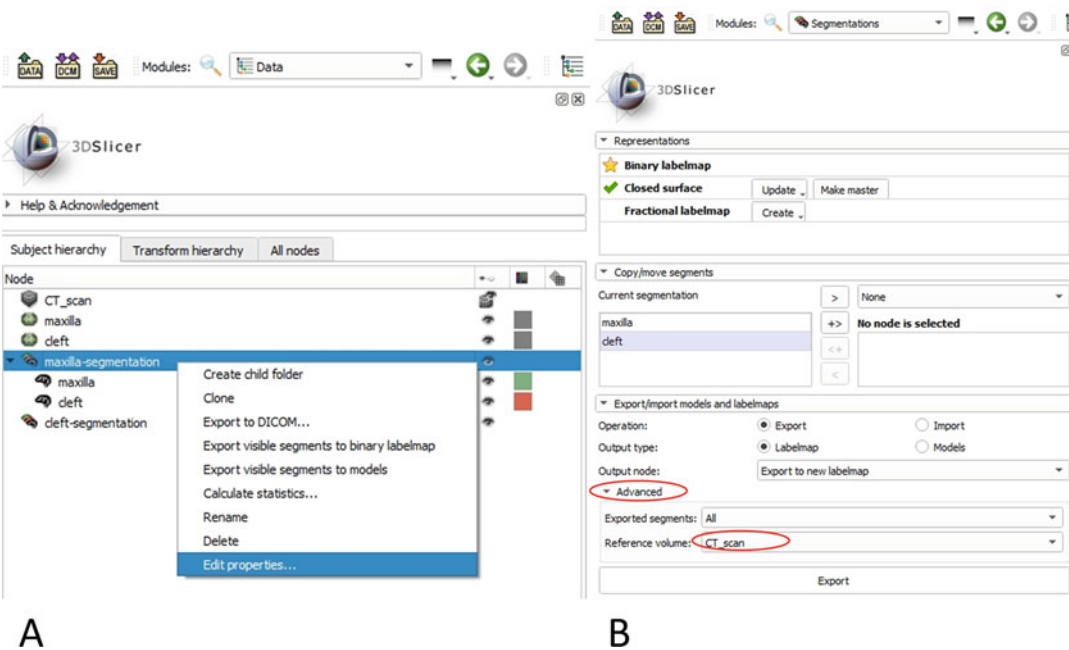 DATA DCM SAVE Modules: Data
3DSlicer
Help & Acknowledgement
Subject hierarchy Transform hierarchy All nodes
Node
CT_scan
maxilla
cleft
maxilla-segmentation
maxilla
cleft
cleft-segmentation
Create child folder
Clone
Export to DICOM...
Export visible segments to binary labelmap
Export visible segments to models
Calculate statistics...
Rename
Delete
Edit properties...
A
DATA DCM SAVE Modules: Segmentations
3DSlicer
Representations
Binary labelmap
Closed surface Update Make master
Fractional labelmap Create
Copy/move segments
Current segmentation > None
maxilla +> No node is selected
cleft <+
<
Export/import models and labelmaps
Operation: Export Import
Output type: Labelmap Models
Output node: Export to new labelmap
Advanced
Exported segments: All
Reference volume: CT_scan
Export
B